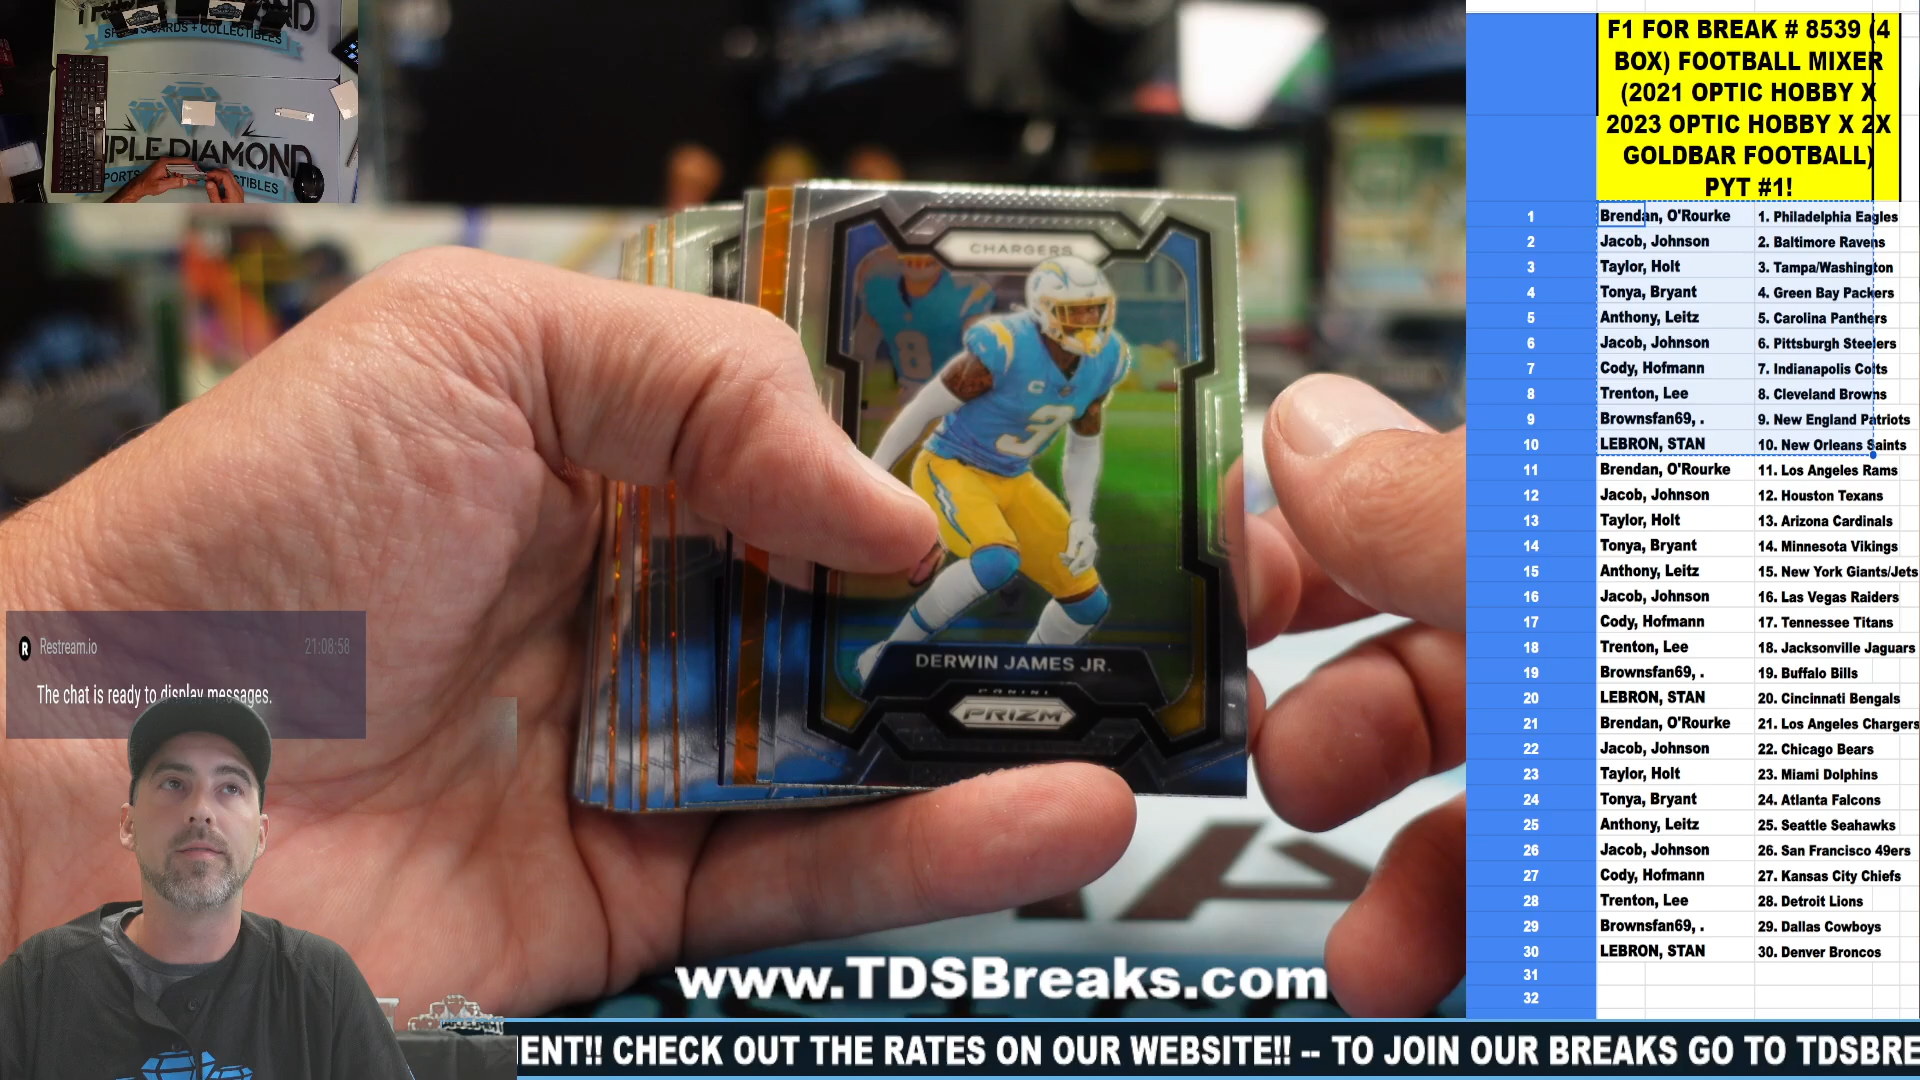 SPORTS CARDS + COLLECTIBLES
IPLE DIAMOND
CHARGERS
8
C
3
DERWIN JAMES JR.
PANINI
PRIZM
R Restream.io 21:08:58
The chat is ready to display messages.
www.TDSBreaks.com
ENT!! CHECK OUT THE RATES ON OUR WEBSITE!! -- TO JOIN OUR BREAKS GO TO TDSBRE
F1 FOR BREAK # 8539 (4
BOX) FOOTBALL MIXER
(2021 OPTIC HOBBY X
2023 OPTIC HOBBY X 2X
GOLDBAR FOOTBALL)
PYT #1!
1 Brendan, O'Rourke 1. Philadelphia Eagles
2 Jacob, Johnson 2. Baltimore Ravens
3 Taylor, Holt 3. Tampa/Washington
4 Tonya, Bryant 4. Green Bay Packers
5 Anthony, Leitz 5. Carolina Panthers
6 Jacob, Johnson 6. Pittsburgh Steelers
7 Cody, Hofmann 7. Indianapolis Colts
8 Trenton, Lee 8. Cleveland Browns
9 Brownsfan69, . 9. New England Patriots
10 LEBRON, STAN 10. New Orleans Saints
11 Brendan, O'Rourke 11. Los Angeles Rams
12 Jacob, Johnson 12. Houston Texans
13 Taylor, Holt 13. Arizona Cardinals
14 Tonya, Bryant 14. Minnesota Vikings
15 Anthony, Leitz 15. New York Giants/Jets
16 Jacob, Johnson 16. Las Vegas Raiders
17 Cody, Hofmann 17. Tennessee Titans
18 Trenton, Lee 18. Jacksonville Jaguars
19 Brownsfan69, . 19. Buffalo Bills
20 LEBRON, STAN 20. Cincinnati Bengals
21 Brendan, O'Rourke 21. Los Angeles Chargers
22 Jacob, Johnson 22. Chicago Bears
23 Taylor, Holt 23. Miami Dolphins
24 Tonya, Bryant 24. Atlanta Falcons
25 Anthony, Leitz 25. Seattle Seahawks
26 Jacob, Johnson 26. San Francisco 49ers
27 Cody, Hofmann 27. Kansas City Chiefs
28 Trenton, Lee 28. Detroit Lions
29 Brownsfan69, . 29. Dallas Cowboys
30 LEBRON, STAN 30. Denver Broncos
31
32